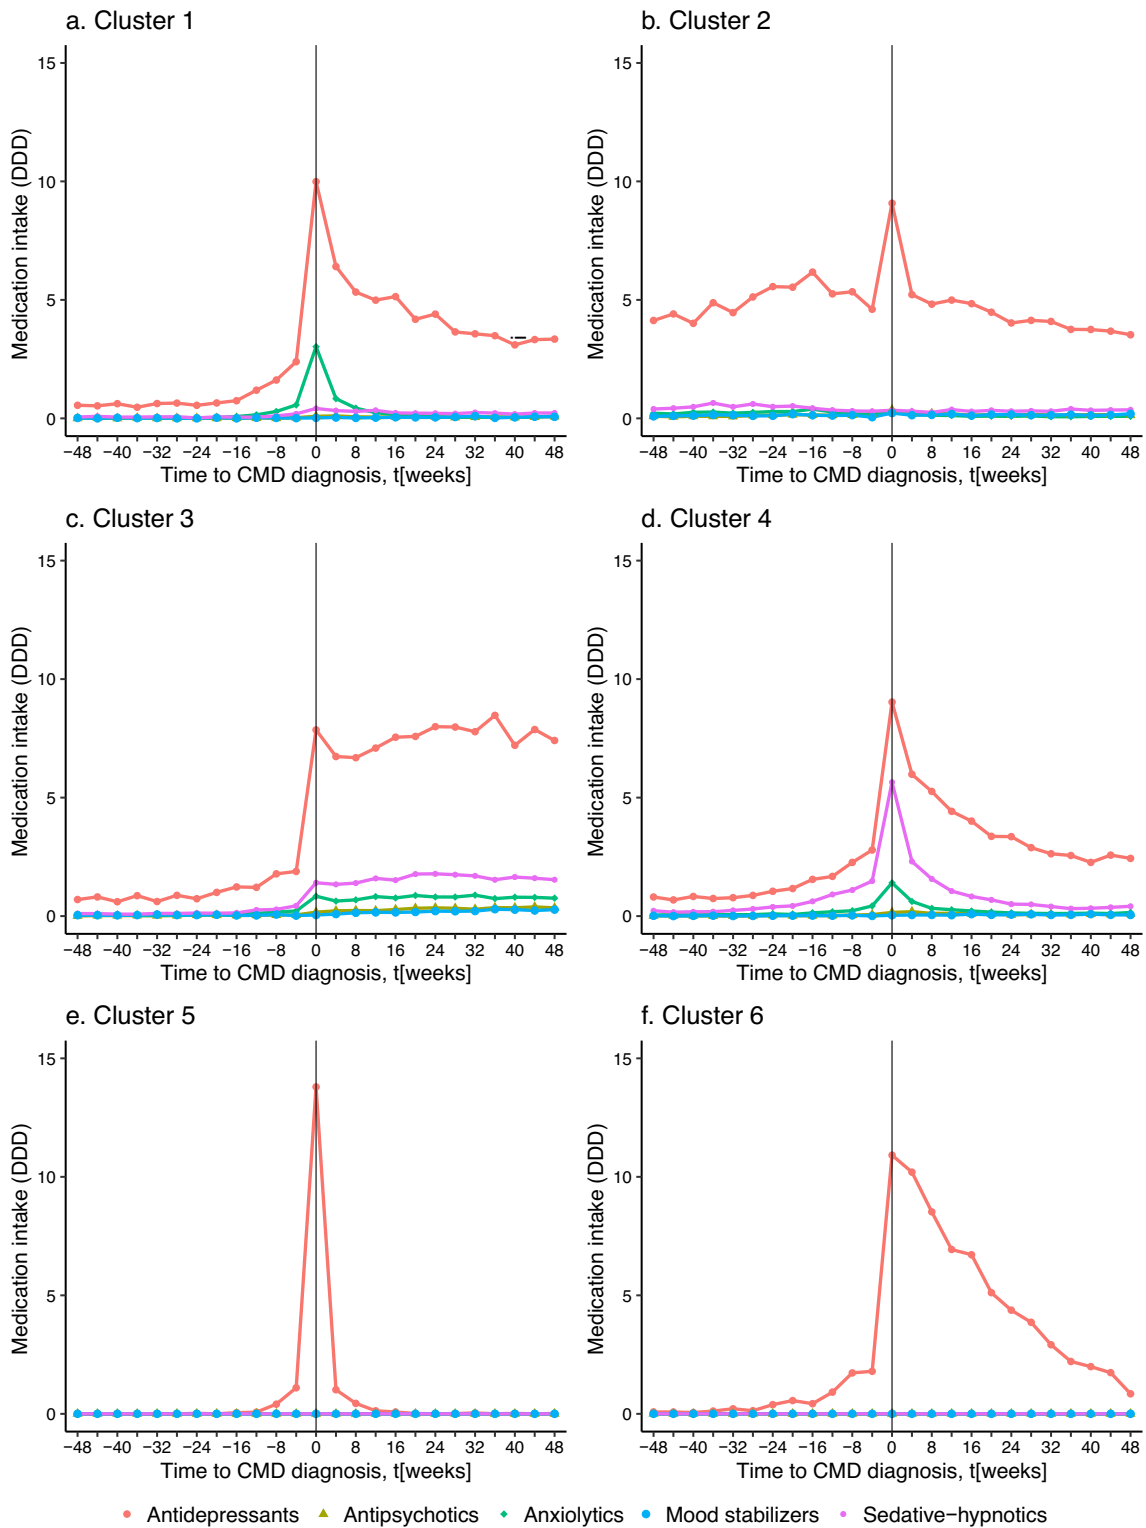 a. Cluster 1
15
10
5
0
Medication intake (DDD)
−48 −40 −32 −24 −16 −8 0 8 16 24 32 40 48
Time to CMD diagnosis, t[weeks]
b. Cluster 2
15
10
5
0
Medication intake (DDD)
−48 −40 −32 −24 −16 −8 0 8 16 24 32 40 48
Time to CMD diagnosis, t[weeks]
c. Cluster 3
15
10
5
0
Medication intake (DDD)
−48 −40 −32 −24 −16 −8 0 8 16 24 32 40 48
Time to CMD diagnosis, t[weeks]
d. Cluster 4
15
10
5
0
Medication intake (DDD)
−48 −40 −32 −24 −16 −8 0 8 16 24 32 40 48
Time to CMD diagnosis, t[weeks]
e. Cluster 5
15
10
5
0
Medication intake (DDD)
−48 −40 −32 −24 −16 −8 0 8 16 24 32 40 48
Time to CMD diagnosis, t[weeks]
f. Cluster 6
15
10
5
0
Medication intake (DDD)
−48 −40 −32 −24 −16 −8 0 8 16 24 32 40 48
Time to CMD diagnosis, t[weeks]
Antidepressants Antipsychotics Anxiolytics Mood stabilizers Sedative−hypnotics